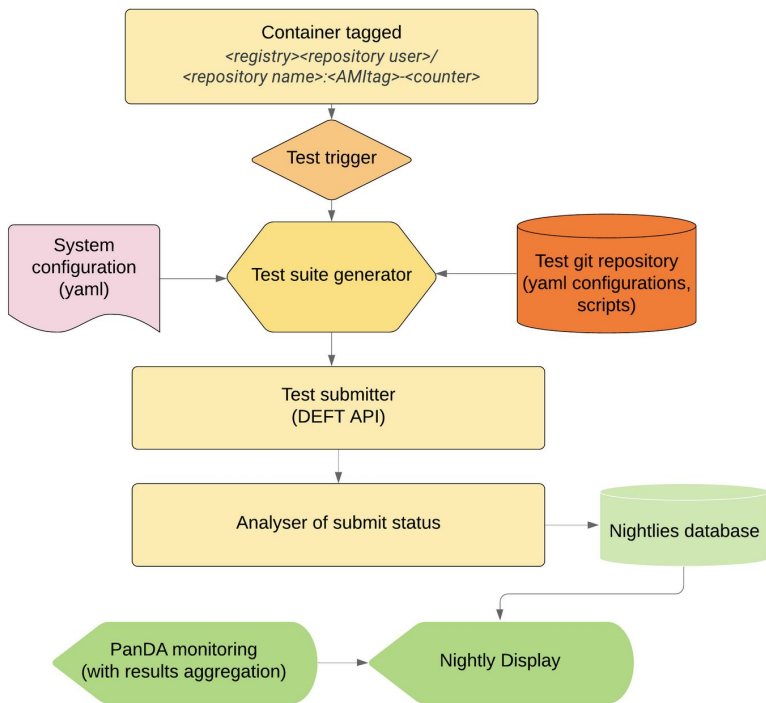 Container tagged
<registry><repository user>/
<repository name>:<AMItag>-<counter>
Test trigger
System
configuration
(yaml)
Test suite generator
Test git repository
(yaml configurations,
scripts)
Test submitter
(DEFT API)
Analyser of submit status
Nightlies database
PanDA monitoring
(with results aggregation)
Nightly Display